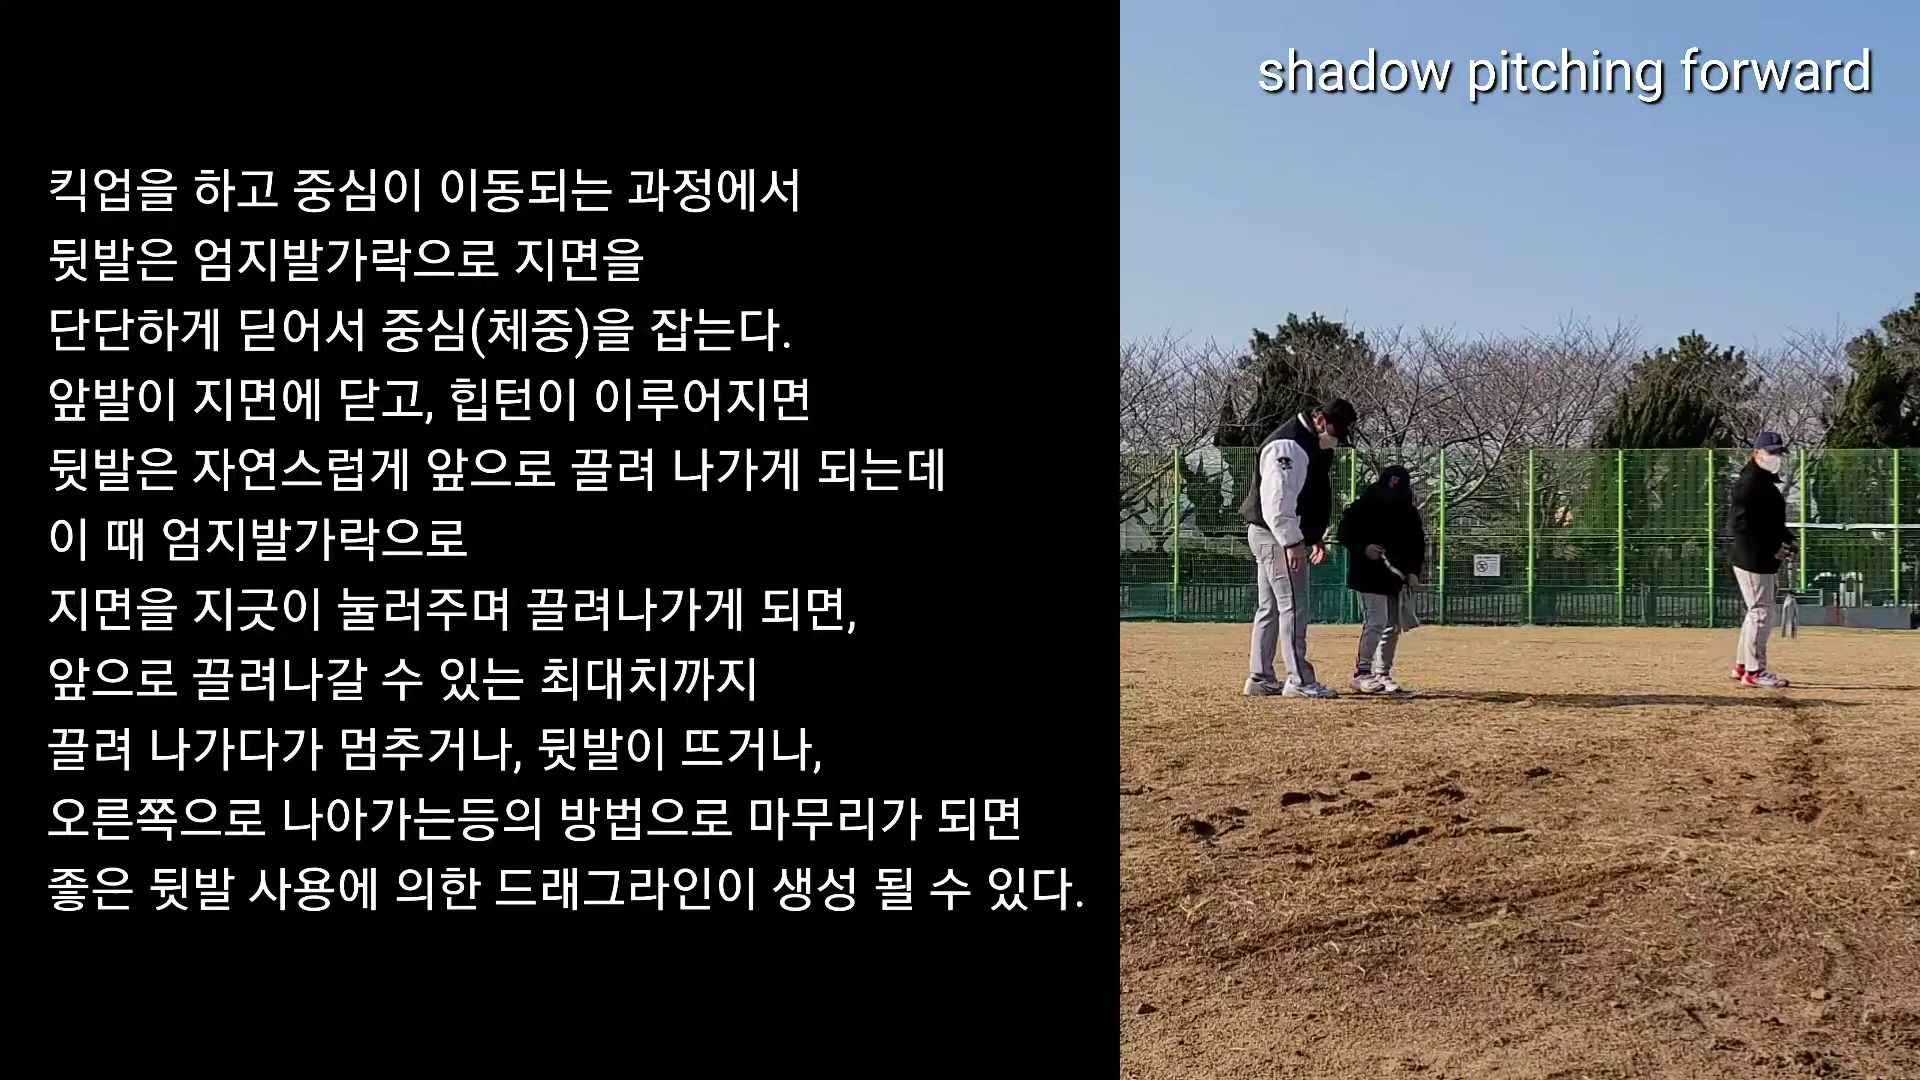 shadow pitching forward
킥업을 하고 중심이 이동되는 과정에서
뒷발은 엄지발가락으로 지면을
단단하게 딛어서 중심(체중)을 잡는다.
앞발이 지면에 닫고, 힙턴이 이루어지면
뒷발은 자연스럽게 앞으로 끌려 나가게 되는데
이 때 엄지발가락으로
지면을 지긋이 눌러주며 끌려나가게 되면,
앞으로 끌려나갈 수 있는 최대치까지
끌려 나가다가 멈추거나, 뒷발이 뜨거나,
오른쪽으로 나아가는등의 방법으로 마무리가 되면
좋은 뒷발 사용에 의한 드래그라인이 생성 될 수 있다.